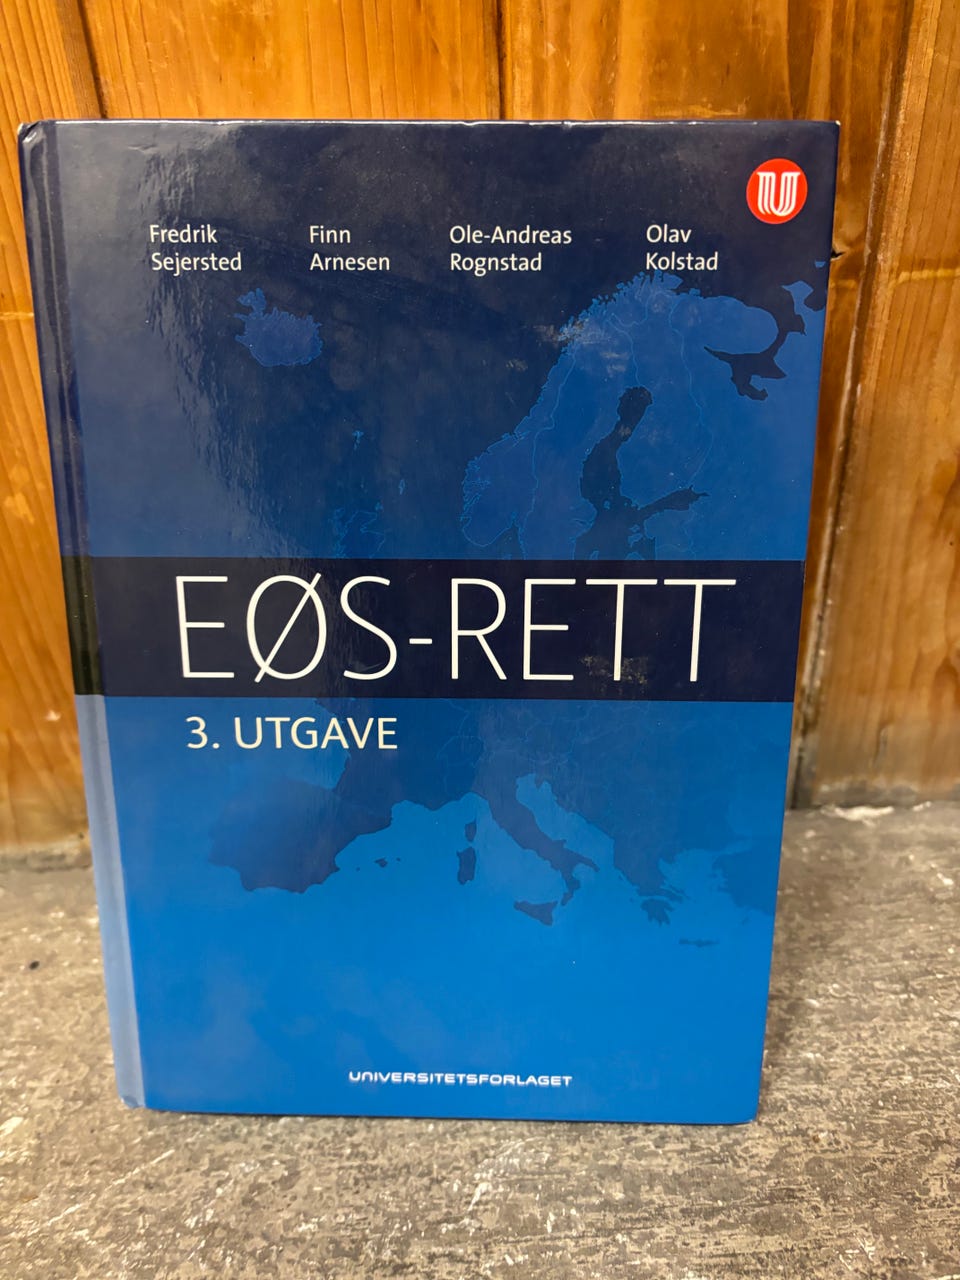 Fredrik Sejersted
Finn Arnesen
Ole-Andreas Rognstad
Olav Kolstad
U
EØS-RETT
3. UTGAVE
UNIVERSITETSFORLAGET